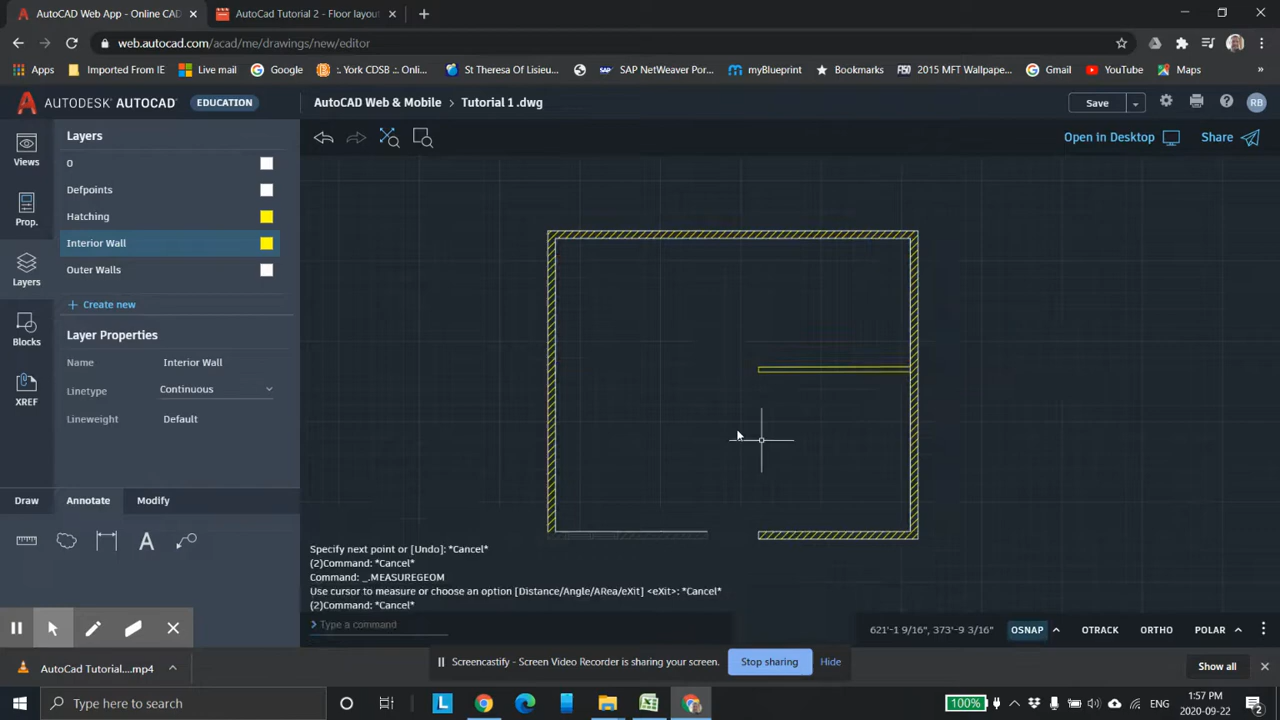 AutoCAD Web App - Online CAD
AutoCad Tutorial 2 - Floor layou
web.autocad.com/acad/me/drawings/new/editor
Apps
Imported From IE
Live mail
Google
:. York CDSB .:. Onli...
St Theresa Of Lisieu...
SAP NetWeaver Por...
myBlueprint
Bookmarks
2015 MFT Wallpape...
Gmail
YouTube
Maps
AUTODESK® AUTOCAD®
EDUCATION
AutoCAD Web & Mobile
Tutorial 1 .dwg
Save
RB
Views
Prop.
Layers
Blocks
XREF
Layers
0
Defpoints
Hatching
Interior Wall
Outer Walls
+ Create new
Layer Properties
Name Interior Wall
Linetype Continuous
Lineweight Default
Draw
Annotate
Modify
A
Open in Desktop
Share
Specify next point or [Undo]: *Cancel*
(2)Command: *Cancel*
Command: _.MEASUREGEOM
Use cursor to measure or choose an option [Distance/Angle/ARea/eXit] <eXit>: *Cancel*
(2)Command: *Cancel*
Type a command
621'-1 9/16", 373'-9 3/16"
OSNAP
OTRACK
ORTHO
POLAR
AutoCad Tutorial....mp4
Screencastify - Screen Video Recorder is sharing your screen.
Stop sharing
Hide
Show all
Type here to search
100%
ENG
1:57 PM
2020-09-22
2